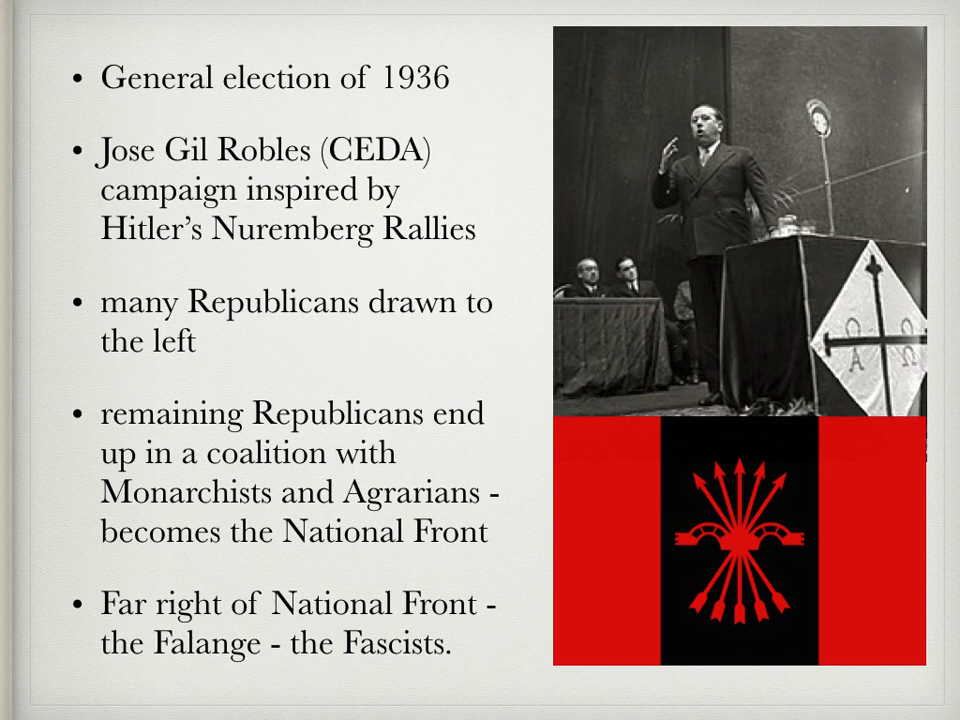 • General election of 1936
• Jose Gil Robles (CEDA)
campaign inspired by
Hitler’s Nuremberg Rallies
• many Republicans drawn to
the left
• remaining Republicans end
up in a coalition with
Monarchists and Agrarians -
becomes the National Front
• Far right of National Front -
the Falange - the Fascists.
Ω Ω
A Ω